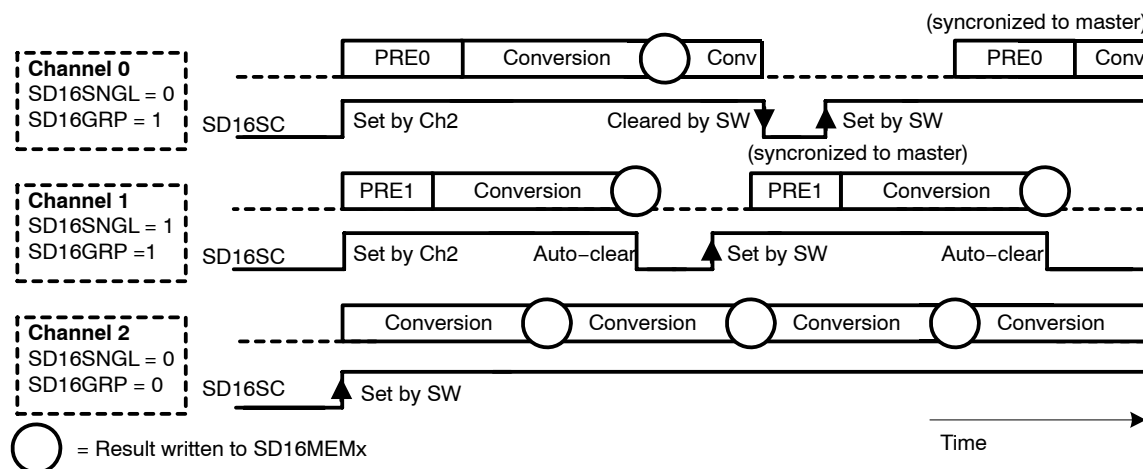 (syncronized to master)
Channel 0
SD16SNGL = 0
SD16GRP = 1
PRE0 Conversion Conv PRE0 Conv
SD16SC Set by Ch2 Cleared by SW Set by SW
(syncronized to master)
Channel 1
SD16SNGL = 1
SD16GRP =1
PRE1 Conversion PRE1 Conversion
SD16SC Set by Ch2 Auto−clear Set by SW Auto−clear
Channel 2
SD16SNGL = 0
SD16GRP = 0
Conversion Conversion Conversion Conversion
SD16SC Set by SW
= Result written to SD16MEMx
Time